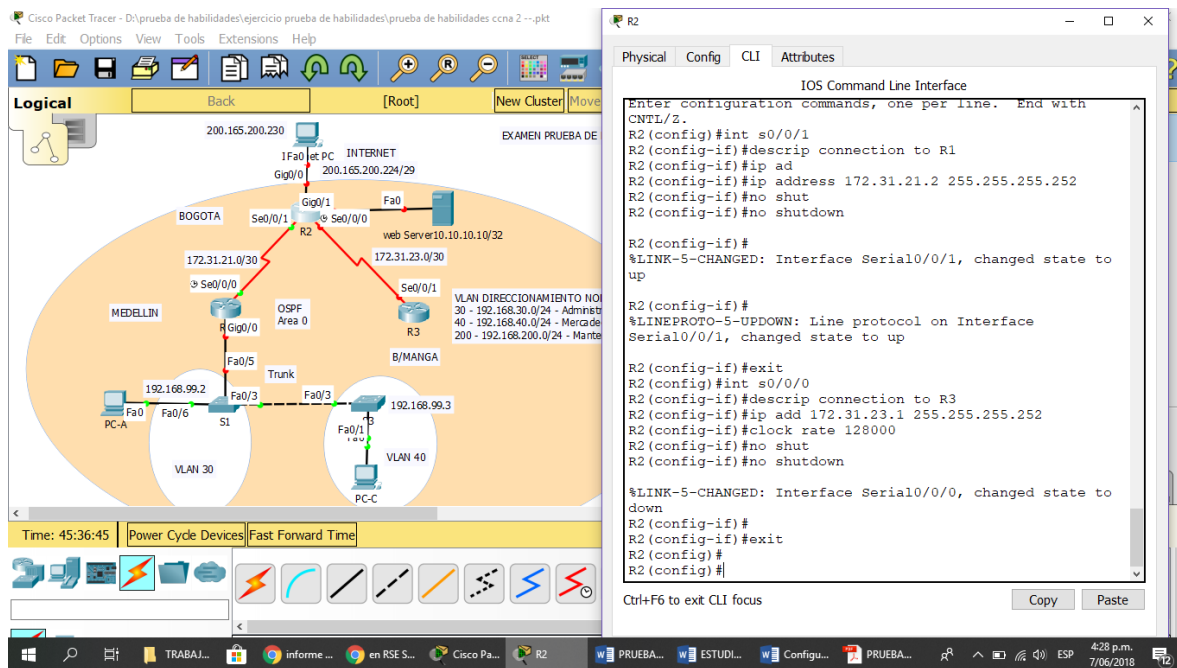 Cisco Packet Tracer - D:\prueba de habilidades\ejercicio prueba de habilidades\prueba de habilidades ccna 2 --.pkt
File Edit Options View Tools Extensions Help
Logical
Back
[Root]
New Cluster
Move
200.165.200.230
EXAMEN PRUEBA DE
Fa0
et PC
INTERNET
Gig0/0
200.165.200.224/29
Gig0/1
Fa0
BOGOTA
Se0/0/1
Se0/0/0
R2
web Server10.10.10.10/32
172.31.21.0/30
172.31.23.0/30
Se0/0/0
Se0/0/1
MEDELLIN
OSPF
Area 0
R
Gig0/0
R3
VLAN DIRECCIONAMIENTO NO
30 - 192.168.30.0/24 - Administr
40 - 192.168.40.0/24 - Mercade
200 - 192.168.200.0/24 - Mante
B/MANGA
Fa0/5
Trunk
192.168.99.2
Fa0/3
Fa0/3
192.168.99.3
Fa0
Fa0/6
PC-A
S1
Fa0/1
VLAN 30
VLAN 40
PC-C
Time: 45:36:45
Power Cycle Devices
Fast Forward Time
R2
Physical
Config
CLI
Attributes
IOS Command Line Interface
Enter configuration commands, one per line. End with
CNTL/Z.
R2(config)#int s0/0/1
R2(config-if)#descrip connection to R1
R2(config-if)#ip ad
R2(config-if)#ip address 172.31.21.2 255.255.255.252
R2(config-if)#no shut
R2(config-if)#no shutdown
R2(config-if)#
%LINK-5-CHANGED: Interface Serial0/0/1, changed state to
up
R2(config-if)#
%LINEPROTO-5-UPDOWN: Line protocol on Interface
Serial0/0/1, changed state to up
R2(config-if)#exit
R2(config)#int s0/0/0
R2(config-if)#descrip connection to R3
R2(config-if)#ip add 172.31.23.1 255.255.255.252
R2(config-if)#clock rate 128000
R2(config-if)#no shut
R2(config-if)#no shutdown
%LINK-5-CHANGED: Interface Serial0/0/0, changed state to
down
R2(config-if)#
R2(config-if)#exit
R2(config)#
R2(config)#
Ctrl+F6 to exit CLI focus
Copy
Paste
TRABAJ...
informe ...
en RSE S...
Cisco Pa...
R2
PRUEBA...
ESTUDI...
Configu...
PRUEBA...
ESP
4:28 p.m.
7/06/2018
12